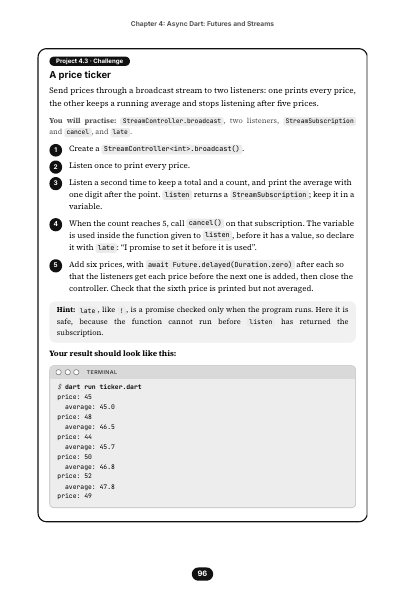 Chapter 4: Async Dart: Futures and Streams
Project 4.3 · Challenge
A price ticker
Send prices through a broadcast stream to two listeners: one prints every price,
the other keeps a running average and stops listening after five prices.
You will practise: StreamController.broadcast, two listeners, StreamSubscription
and cancel, and late.
1 Create a StreamController<int>.broadcast().
2 Listen once to print every price.
3 Listen a second time to keep a total and a count, and print the average with
one digit after the point. listen returns a StreamSubscription; keep it in a
variable.
4 When the count reaches 5, call cancel() on that subscription. The variable
is used inside the function given to listen, before it has a value, so declare
it with late: “I promise to set it before it is used”.
5 Add six prices, with await Future.delayed(Duration.zero) after each so
that the listeners get each price before the next one is added, then close the
controller. Check that the sixth price is printed but not averaged.
Hint: late, like !, is a promise checked only when the program runs. Here it is
safe, because the function cannot run before listen has returned the
subscription.
Your result should look like this:
TERMINAL
$ dart run ticker.dart
price: 45
average: 45.0
price: 48
average: 46.5
price: 44
average: 45.7
price: 50
average: 46.8
price: 52
average: 47.8
price: 49
96